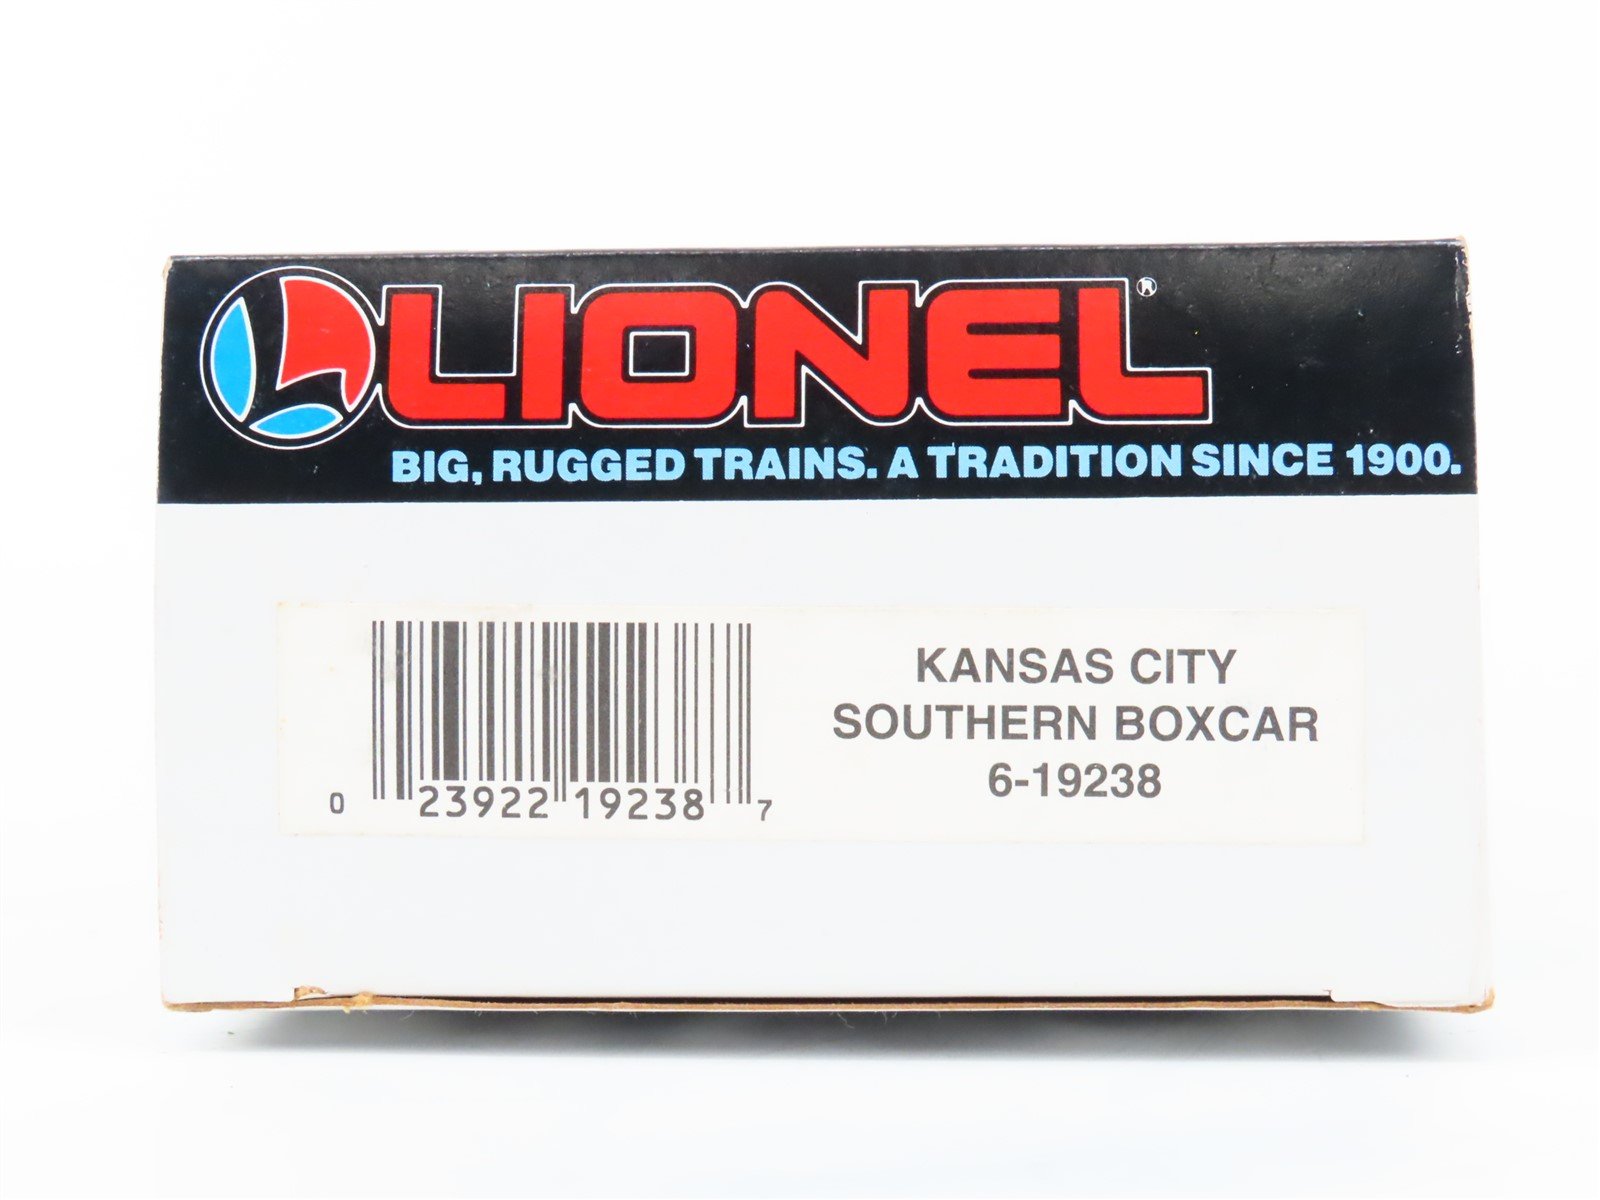 LIONEL®
BIG, RUGGED TRAINS. A TRADITION SINCE 1900.
KANSAS CITY
SOUTHERN BOXCAR
6-19238
0 23922 19238 7